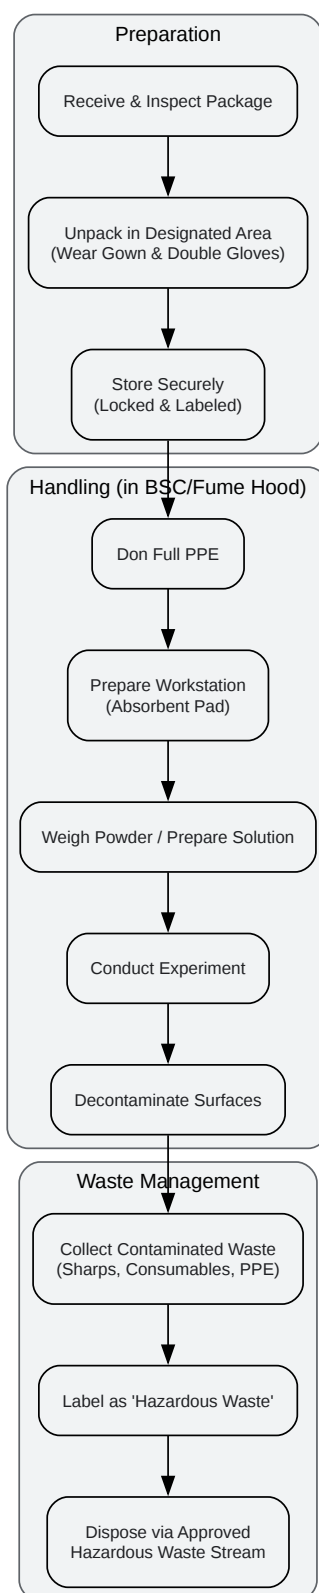 Preparation
Receive & Inspect Package
Unpack in Designated Area
(Wear Gown & Double Gloves)
Store Securely
(Locked & Labeled)
Handling (in BSC/Fume Hood)
Don Full PPE
Prepare Workstation
(Absorbent Pad)
Weigh Powder / Prepare Solution
Conduct Experiment
Decontaminate Surfaces
Waste Management
Collect Contaminated Waste
(Sharps, Consumables, PPE)
Label as 'Hazardous Waste'
Dispose via Approved
Hazardous Waste Stream